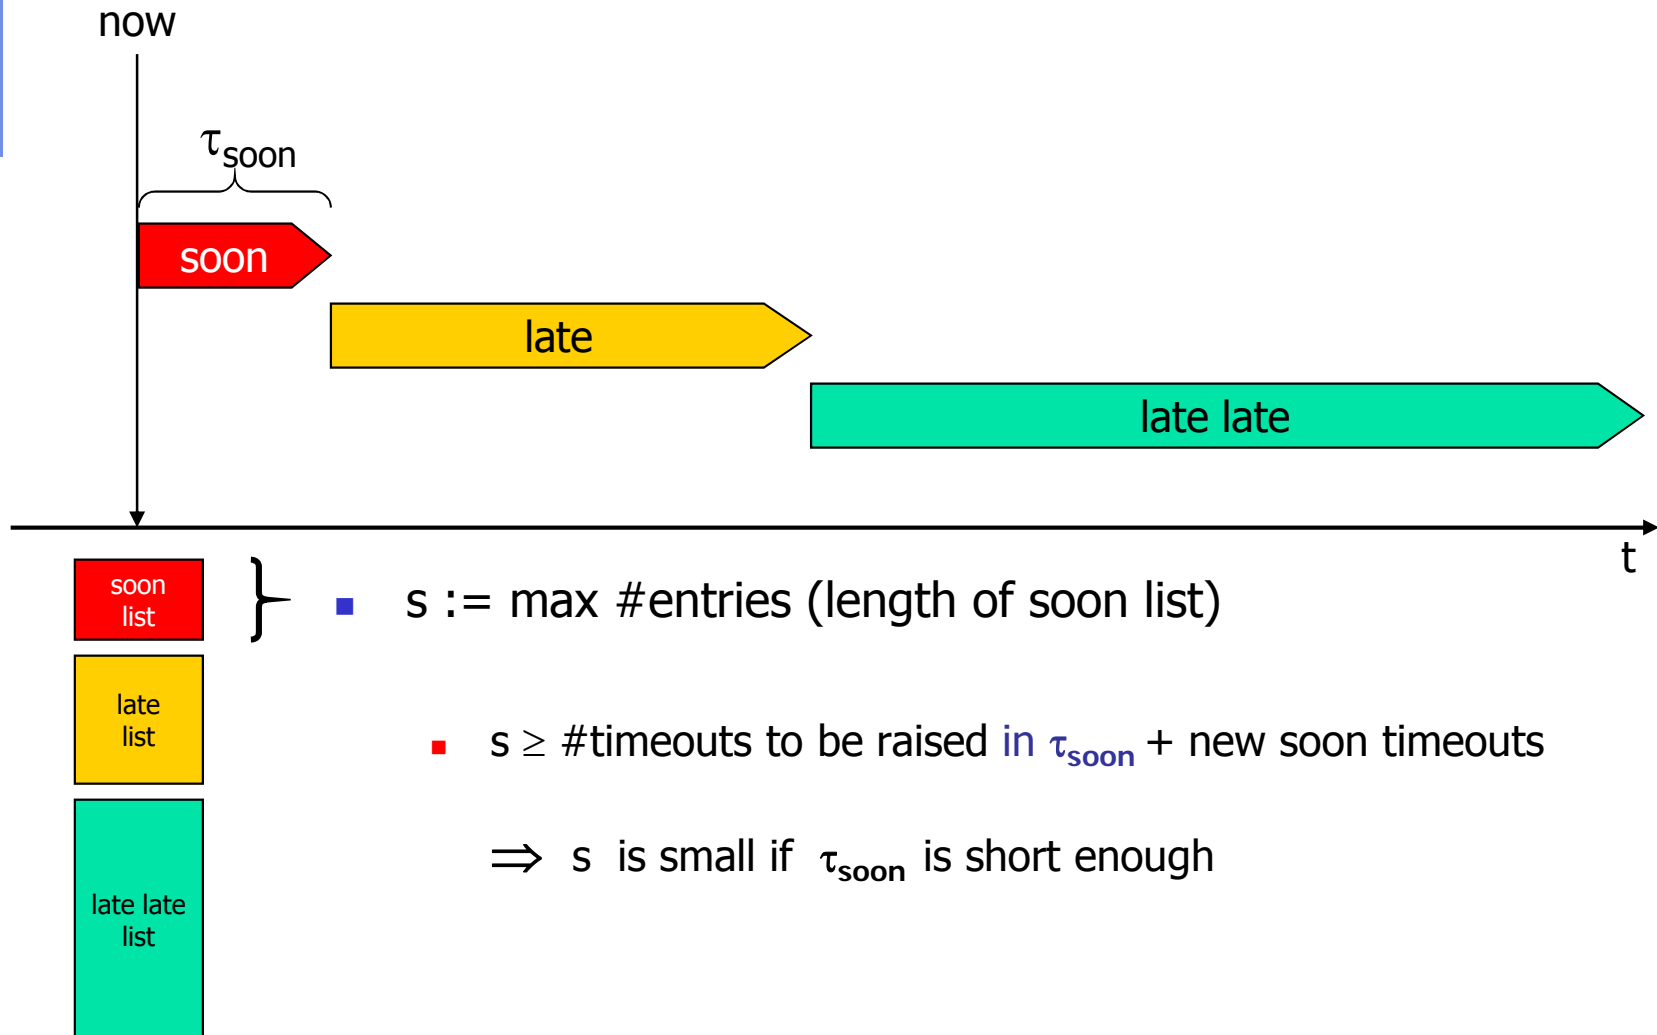 now
τsoon
soon
late
late late
t
soon
list
s := max #entries (length of soon list)
late
list
s ≥ #timeouts to be raised in τsoon + new soon timeouts
⇒ s is small if τsoon is short enough
late late
list